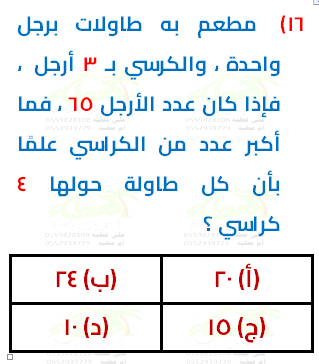 ١٦) مطعم به طاولات برجل
واحدة ، والكرسي بـ ٣ أرجل ،
فإذا كان عدد الأرجل ٦٥ ، فما
أكبر عدد من الكراسي علمًا
بأن كل طاولة حولها ٤
كراسي ؟
(أ) ٢٠ (ب) ٢٤
(ج) ١٥ (د) ١٠